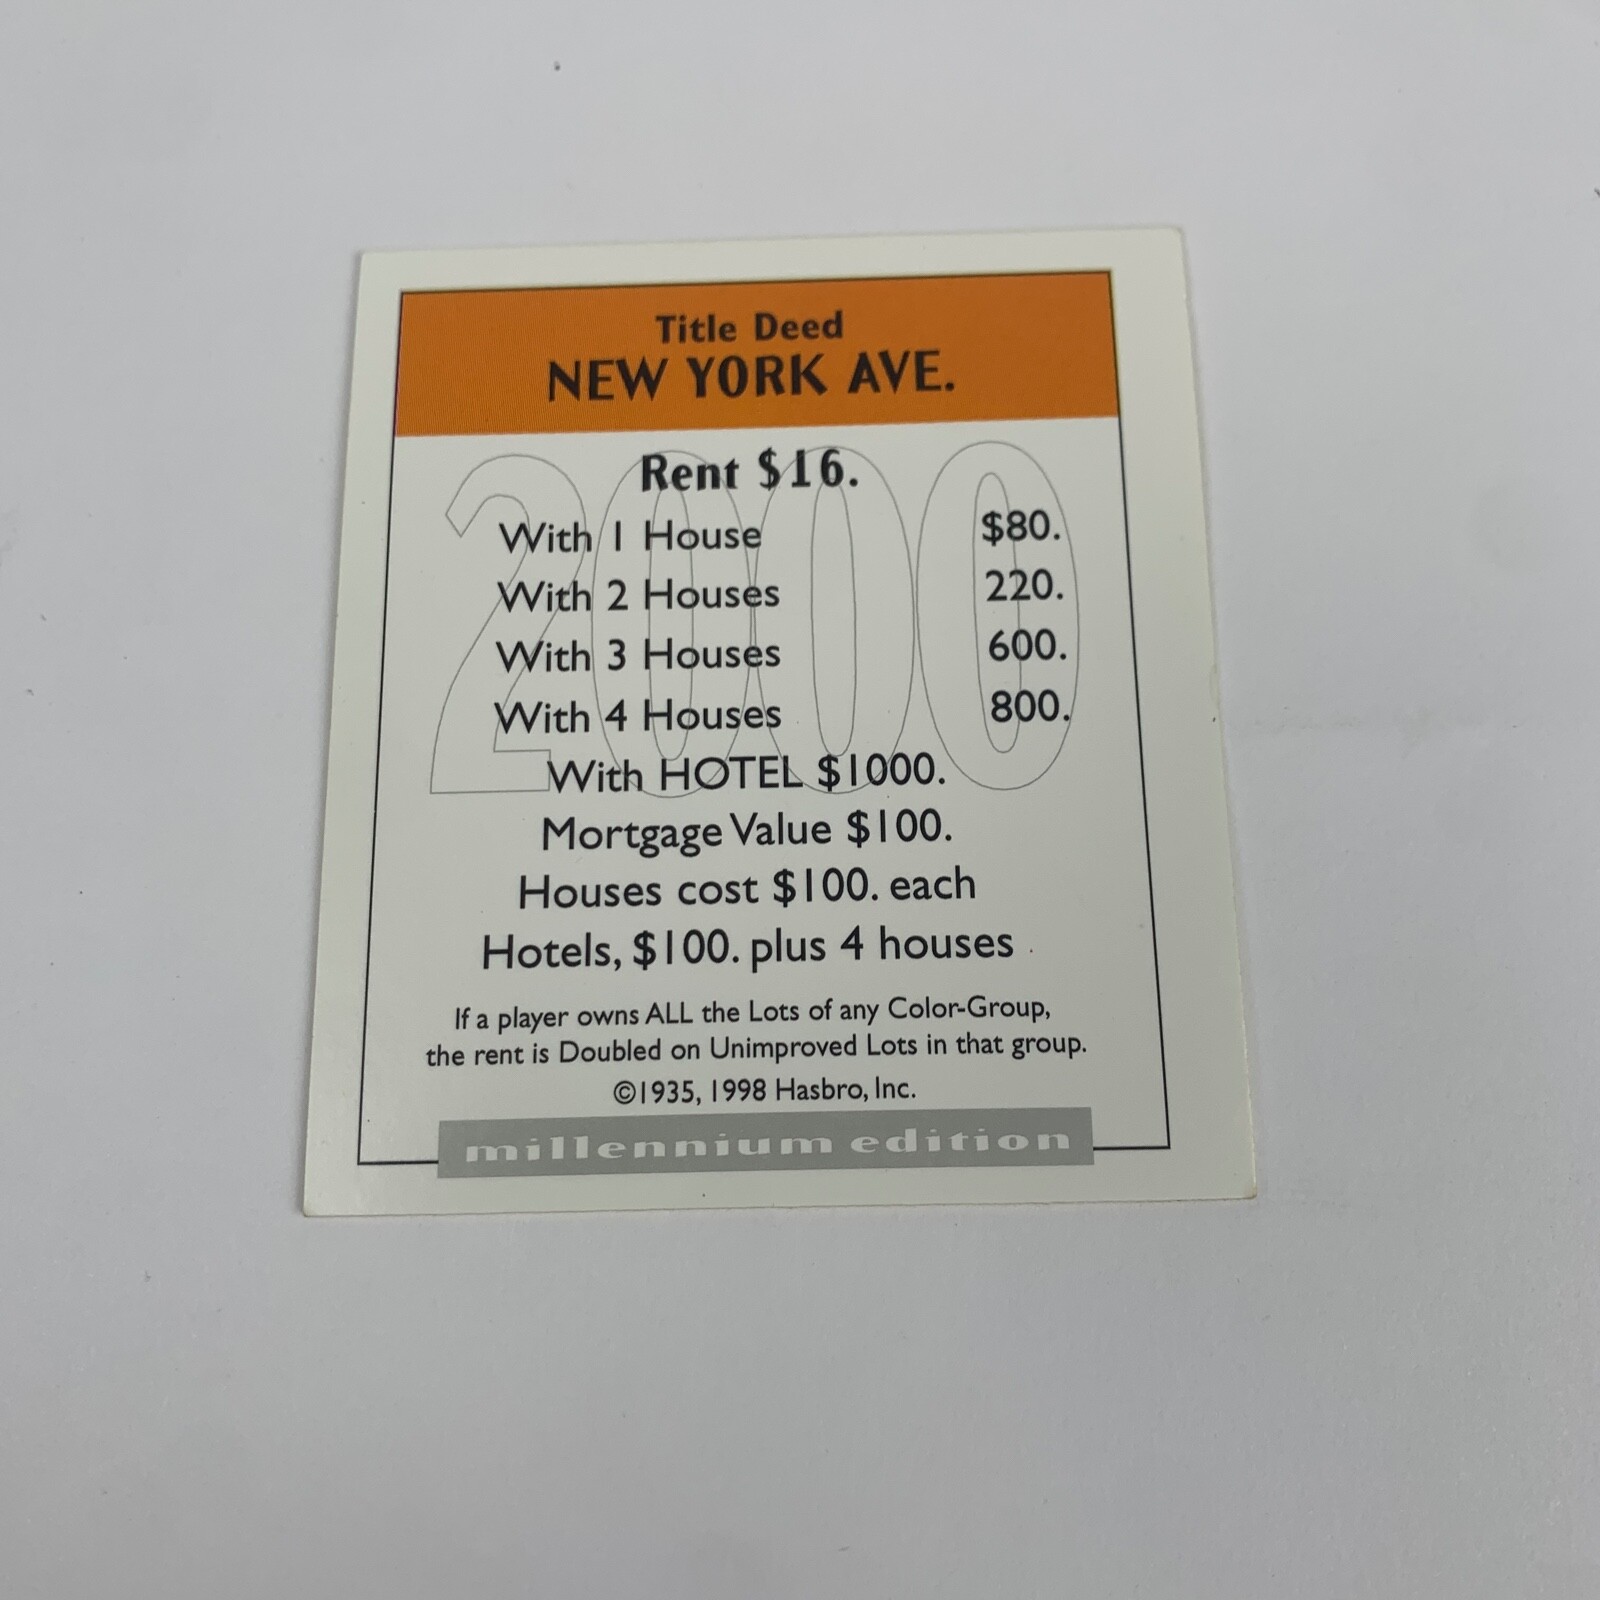 Title Deed
NEW YORK AVE.
2000
Rent $16.
With 1 House $80.
With 2 Houses 220.
With 3 Houses 600.
With 4 Houses 800.
With HOTEL $1000.
Mortgage Value $100.
Houses cost $100. each
Hotels, $100. plus 4 houses
If a player owns ALL the Lots of any Color-Group,
the rent is Doubled on Unimproved Lots in that group.
©1935, 1998 Hasbro, Inc.
millennium edition